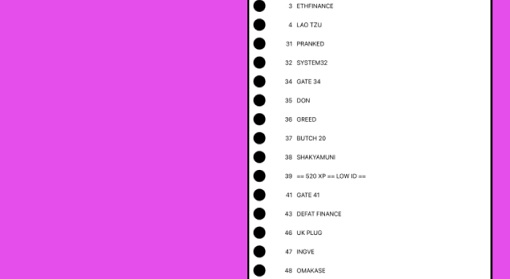 3 ETHFINANCE
4 LAO TZU
31 PRANKED
32 SYSTEM32
34 GATE 34
35 DON
36 GREED
37 BUTCH 20
38 SHAKYAMUNI
39 == 520 XP == LOW ID ==
41 GATE 41
43 DEFAT FINANCE
46 UK PLUG
47 INGVE
48 OMAKASE